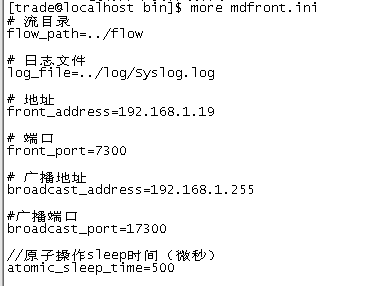 [trade@localhost bin]$ more mdfront.ini
# 流目录
flow_path=../flow
# 日志文件
log_file=../log/Syslog.log
# 地址
front_address=192.168.1.19
# 端口
front_port=7300
# 广播地址
broadcast_address=192.168.1.255
#广播端口
broadcast_port=17300
//原子操作sleep时间（微秒）
atomic_sleep_time=500